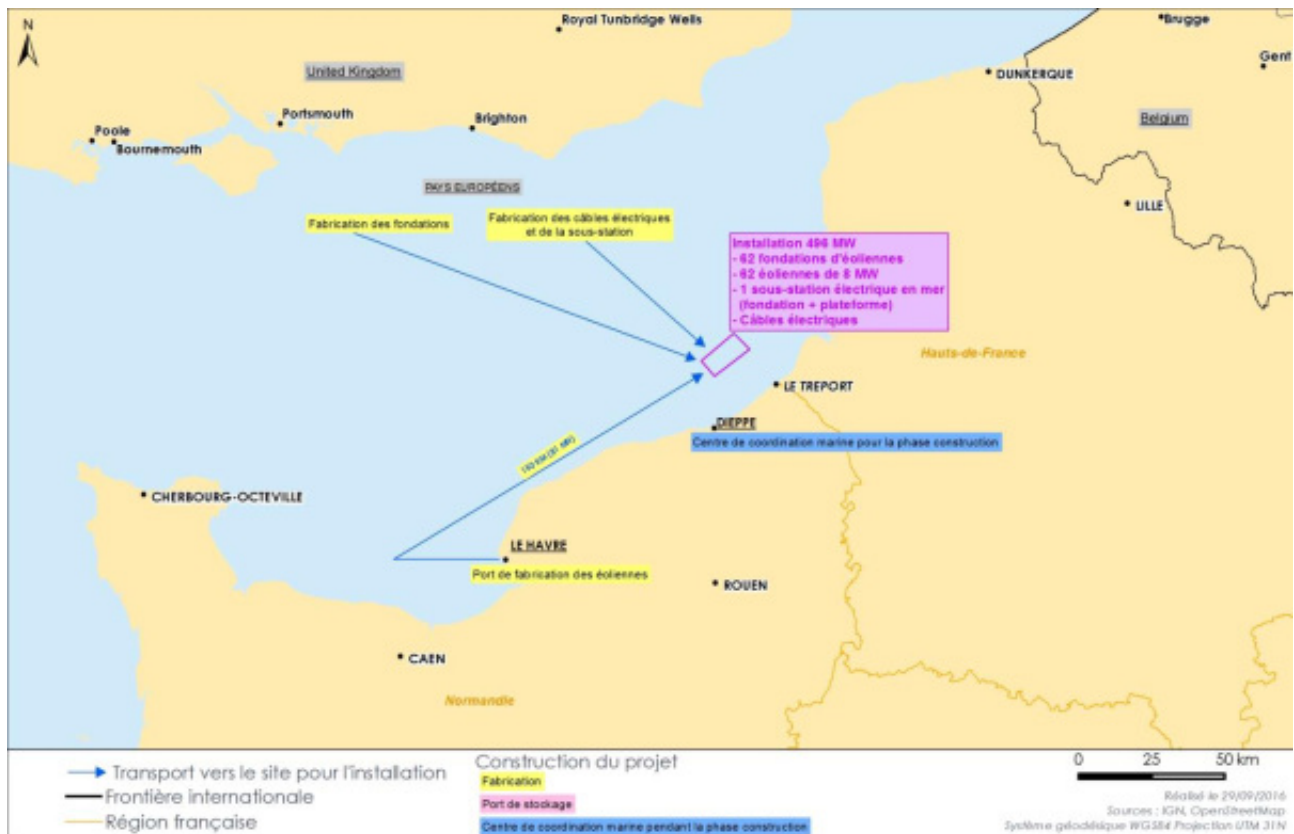 N
Royal Tunbridge Wells
Brugge
Gent
United Kingdom
DUNKERQUE
Portsmouth
Brighton
Belgium
Poole
Bournemouth
PAYS EUROPÉENS
LILLE
Fabrication des fondations
Fabrication des câbles électriques
et de la sous-station
Installation 496 MW
- 62 fondations d'éoliennes
- 62 éoliennes de 8 MW
- 1 sous-station électrique en mer
(fondation + plateforme)
- Câbles électriques
Hauts-de-France
LE TREPORT
DIEPPE
Centre de coordination marine pour la phase construction
CHERBOURG-OCTEVILLE
LE HAVRE
Port de fabrication des éoliennes
ROUEN
CAEN
Normandie
Transport vers le site pour l'installation
Frontière internationale
Région française
Construction du projet
Fabrication
Port de stockage
Centre de coordination marine pendant la phase construction
0 25 50 km
Réalisé le 29/09/2016
Sources : IGN, OpenStreetMap
Système géodésique WGS84 Projection UTM 31N